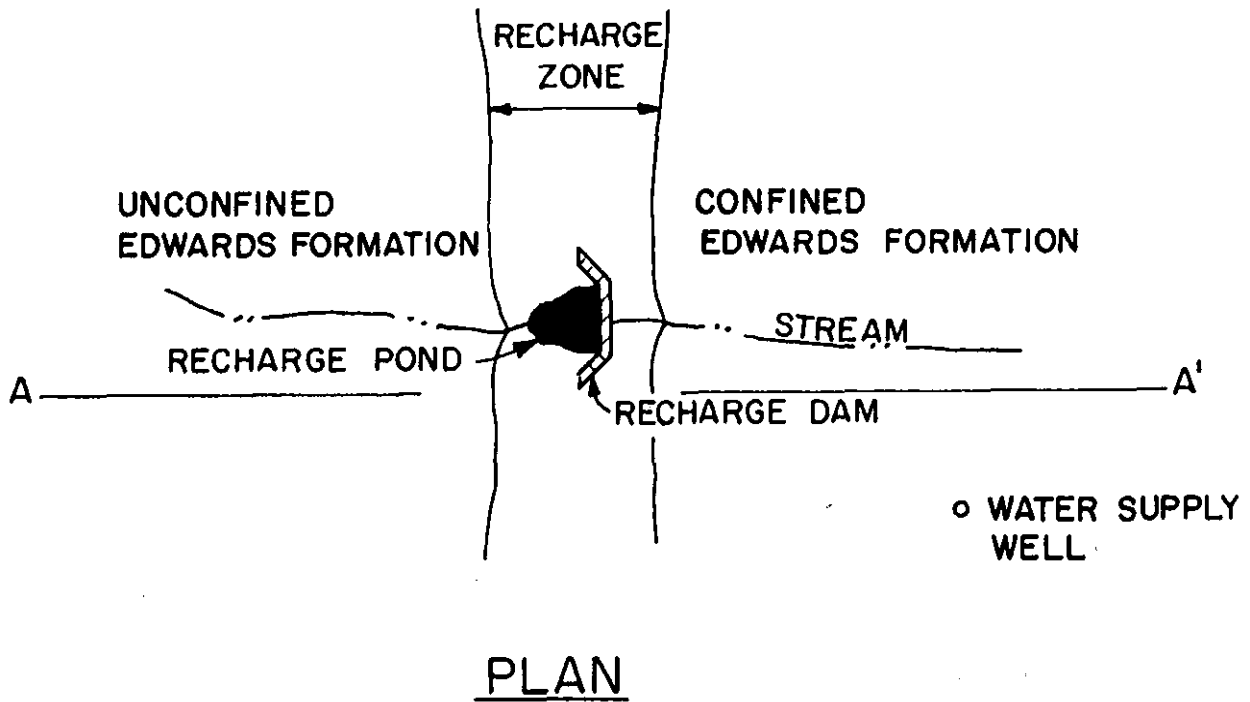 RECHARGE
ZONE
UNCONFINED
EDWARDS FORMATION
CONFINED
EDWARDS FORMATION
STREAM
RECHARGE POND
A
A'
RECHARGE DAM
WATER SUPPLY
WELL
PLAN